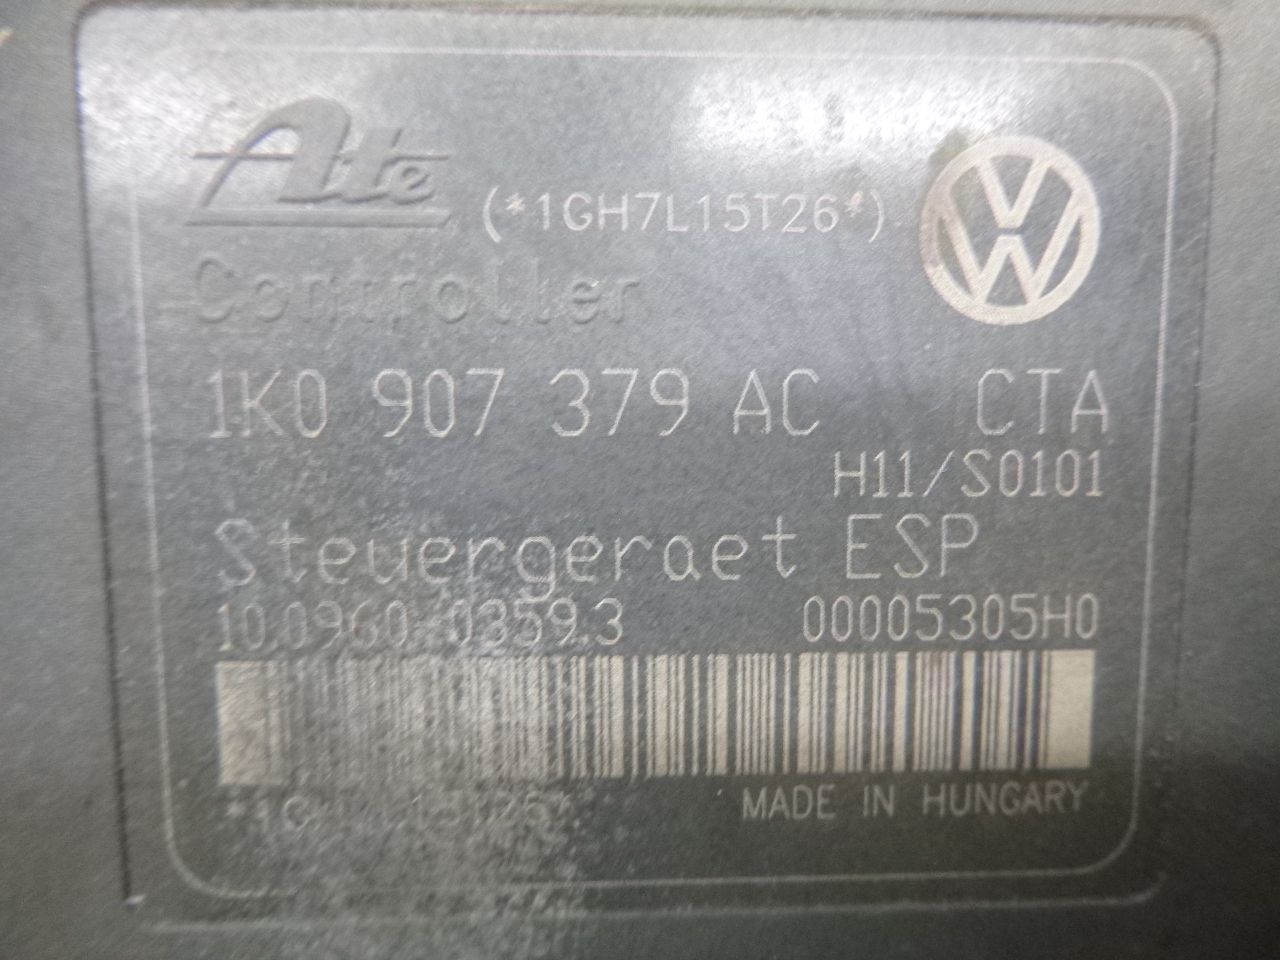 Ate (*1GH7L15T26*)
Controller
1K0 907 379 AC CTA
H11/S0101
Steuergeraet ESP
10.0960-0359.3 00005305H0
MADE IN HUNGARY